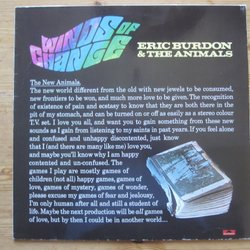 WINDS OF
CHANGE
ERIC BURDON
& THE ANIMALS
The New Animals.
The new world different from the old with new jewels to be consumed,
new frontiers to be won, and much more love to be given. The recognition
of existence of pain and ecstasy to know that they are both there in the
pit of my stomach, and can be turned on or off as easily as a stereo colour
T.V. set. I love you all, and want you to gain something from these new
sounds as I gain from listening to my saints in past years. If you feel alone
and confused and unhappy discontented, just know
that I (and there are many like me) love you,
and maybe you'll know why I am happy
contented and un-confused. The
games I play are mostly games of
children (not all) happy games, games of
love, games of mystery, games of wonder,
please excuse my games of fear and jealousy,
I'm only human after all and still a student of
life. Maybe the next production will be all games
of love, but by then I could be in another world...
polydor